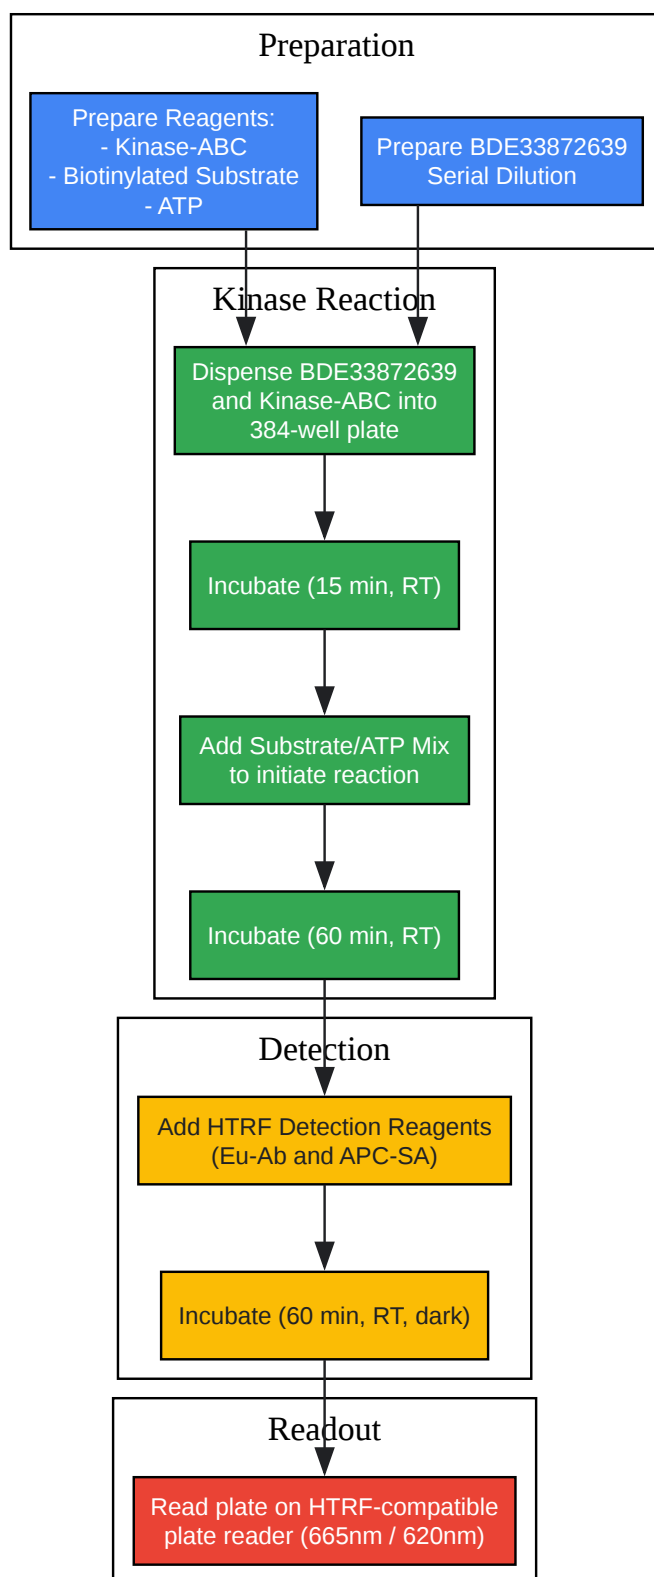 Preparation
Prepare Reagents:
- Kinase-ABC
- Biotinylated Substrate
- ATP
Prepare BDE33872639
Serial Dilution
Kinase Reaction
Dispense BDE33872639
and Kinase-ABC into
384-well plate
Incubate (15 min, RT)
Add Substrate/ATP Mix
to initiate reaction
Incubate (60 min, RT)
Detection
Add HTRF Detection Reagents
(Eu-Ab and APC-SA)
Incubate (60 min, RT, dark)
Readout
Read plate on HTRF-compatible
plate reader (665nm / 620nm)